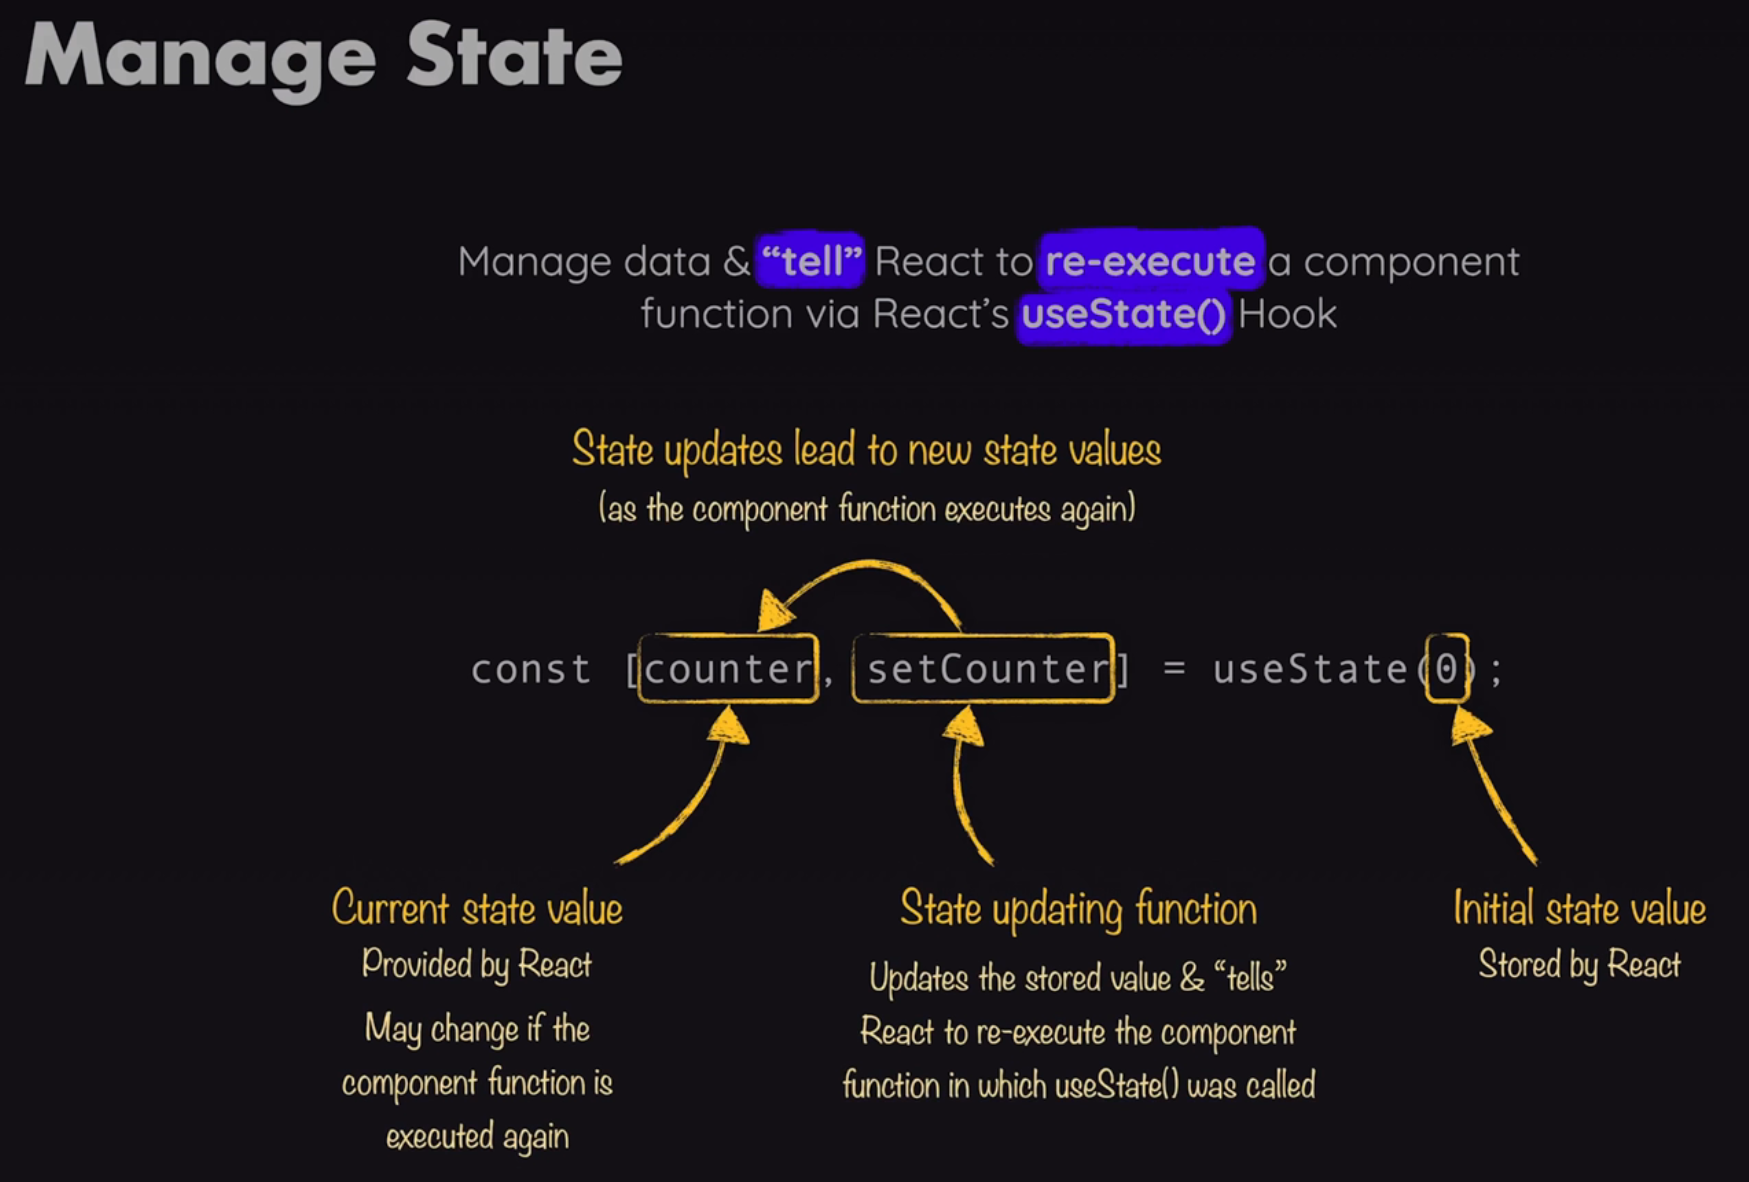 Manage State
Manage data & “tell” React to re-execute a component
function via React’s useState() Hook
State updates lead to new state values
(as the component function executes again)
const [counter, setCounter] = useState(0);
Current state value
Provided by React
May change if the
component function is
executed again
State updating function
Updates the stored value & “tells”
React to re-execute the component
function in which useState() was called
Initial state value
Stored by React